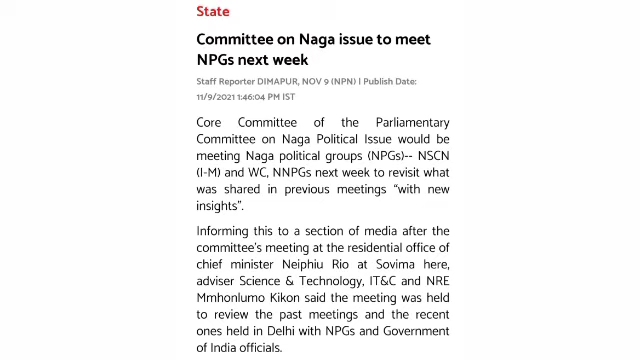 State
Committee on Naga issue to meet
NPGs next week
Staff Reporter DIMAPUR, NOV 9 (NPN) | Publish Date:
11/9/2021 1:46:04 PM IST
Core Committee of the Parliamentary
Committee on Naga Political Issue would be
meeting Naga political groups (NPGs)-- NSCN
(I-M) and WC, NNPGs next week to revisit what
was shared in previous meetings “with new
insights”.
Informing this to a section of media after the
committee’s meeting at the residential office of
chief minister Neiphiu Rio at Sovima here,
adviser Science & Technology, IT&C and NRE
Mmhonlumo Kikon said the meeting was held
to review the past meetings and the recent
ones held in Delhi with NPGs and Government
of India officials.